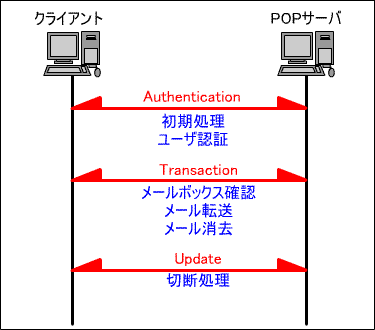 クライアント
POPサーバ
Authentication
初期処理
ユーザ認証
Transaction
メールボックス確認
メール転送
メール消去
Update
切断処理